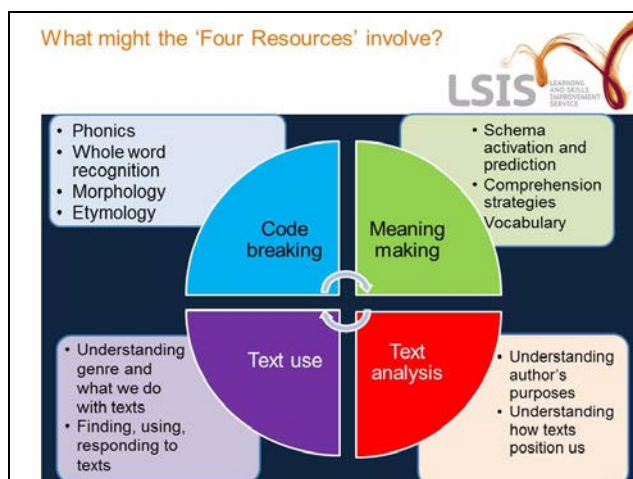 What might the ‘Four Resources’ involve?
LSIS
LEARNING
AND SKILLS
IMPROVEMENT
SERVICE
• Phonics
• Whole word
recognition
• Morphology
• Etymology
• Schema
activation and
prediction
• Comprehension
strategies
Vocabulary
Code
breaking
Meaning
making
Text use
Text
analysis
• Understanding
genre and
what we do
with texts
• Finding, using,
responding to
texts
• Understanding
author’s
purposes
• Understanding
how texts
position us